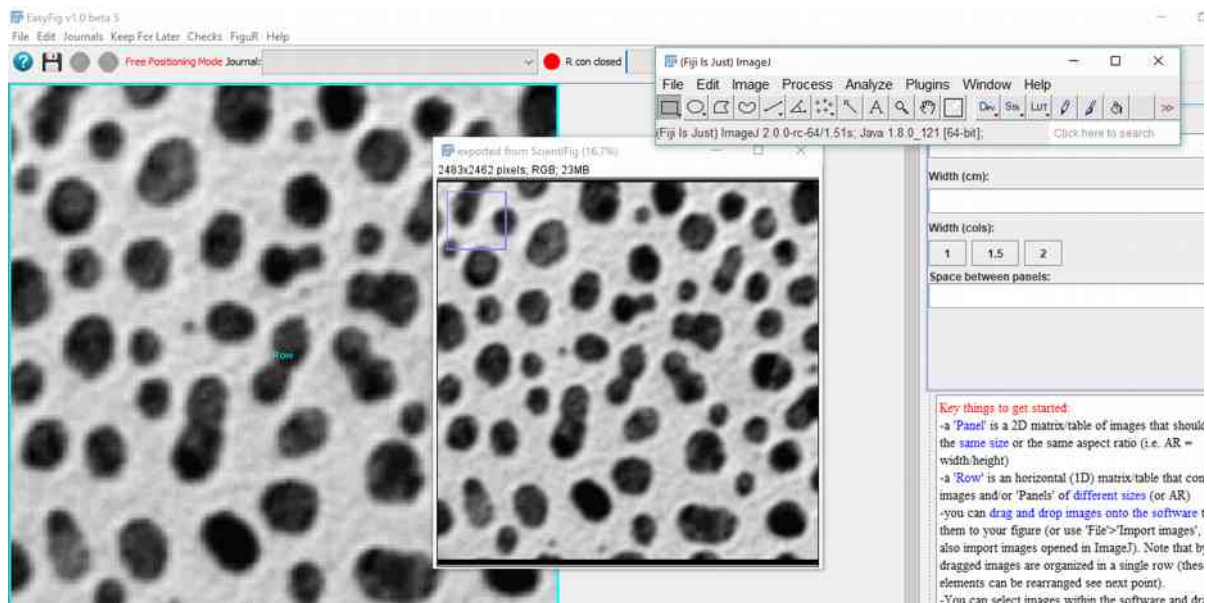 EasyFig v1.0 beta 5
File Edit Journals Keep For Later Checks FiguR Help
Free Positioning Mode Journal:
R con closed
(Fiji Is Just) ImageJ
File Edit Image Process Analyze Plugins Window Help
Dev Stk LUT
(Fiji Is Just) ImageJ 2.0.0-rc-64/1.51s; Java 1.8.0_121 [64-bit];
Click here to search
exported from ScientiFig (16.7%)
2483x2462 pixels; RGB; 23MB
Row
Width (cm):
Width (cols):
1 1.5 2
Space between panels:
Key things to get started:
-a 'Panel' is a 2D matrix/table of images that
the same size or the same aspect ratio (i.e. AR =
width/height)
-a 'Row' is an horizontal (1D) matrix/table that
images and/or 'Panels' of different sizes (or AR)
-you can drag and drop images onto the software
them to your figure (or use 'File'>'Import images',
also import images opened in ImageJ). Note that
dragged images are organized in a single row
elements can be rearranged see next point).
-You can select images within the software and